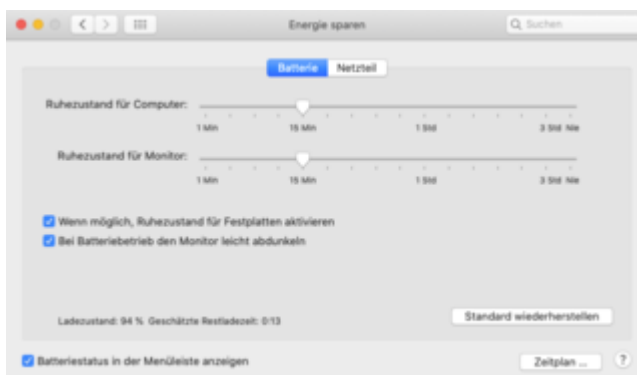 Energie sparen
Suchen
Batterie Netzteil
Ruhezustand für Computer:
1 Min 15 Min 1 Std 3 Std Nie
Ruhezustand für Monitor:
1 Min 15 Min 1 Std 3 Std Nie
Wenn möglich, Ruhezustand für Festplatten aktivieren
Bei Batteriebetrieb den Monitor leicht abdunkeln
Ladezustand: 94 % Geschätzte Restladezeit: 0:13
Standard wiederherstellen
Batteriestatus in der Menüleiste anzeigen
Zeitplan ... ?